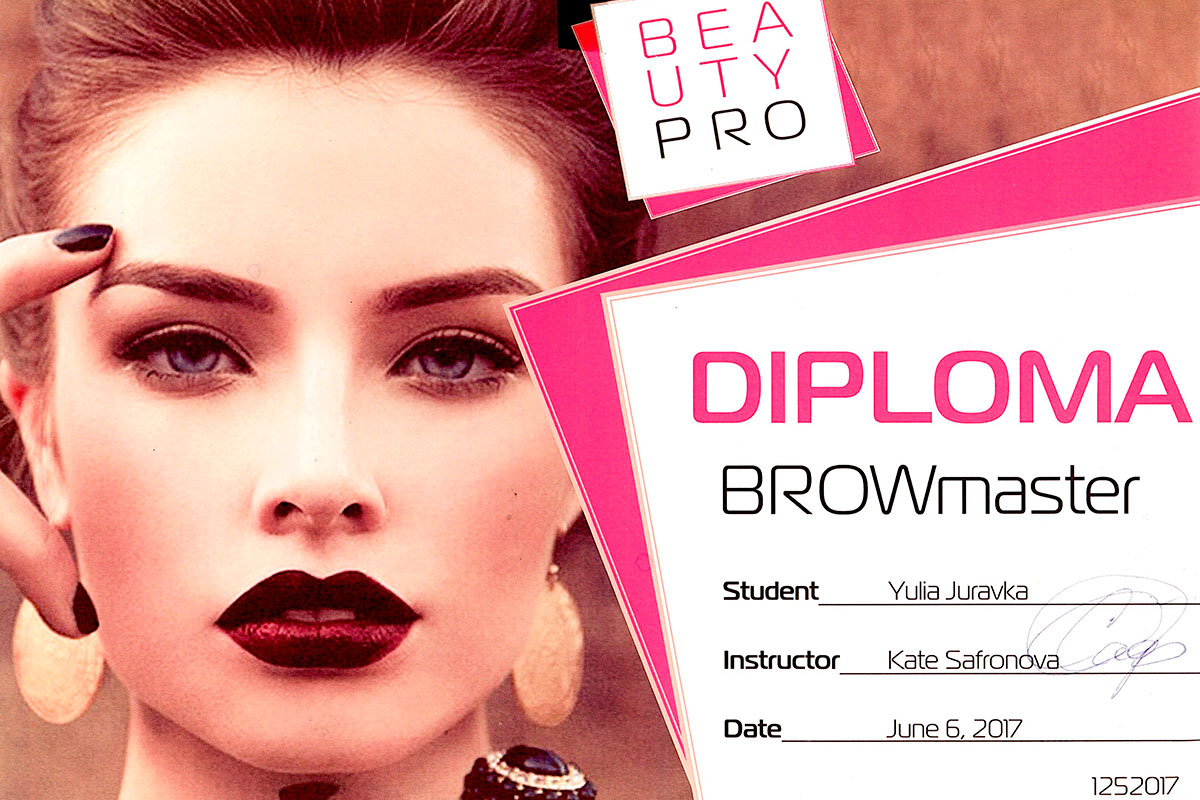 BEA
UTY
PRO
DIPLOMA
BROWmaster
Student Yulia Juravka
Instructor Kate Safronova
Date June 6, 2017
1252017